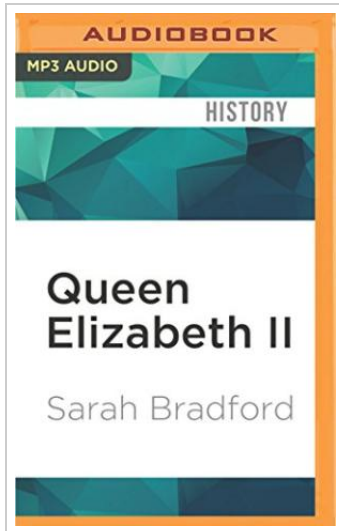 AUDIOBOOK
MP3 AUDIO
HISTORY
Queen
Elizabeth II
Sarah Bradford